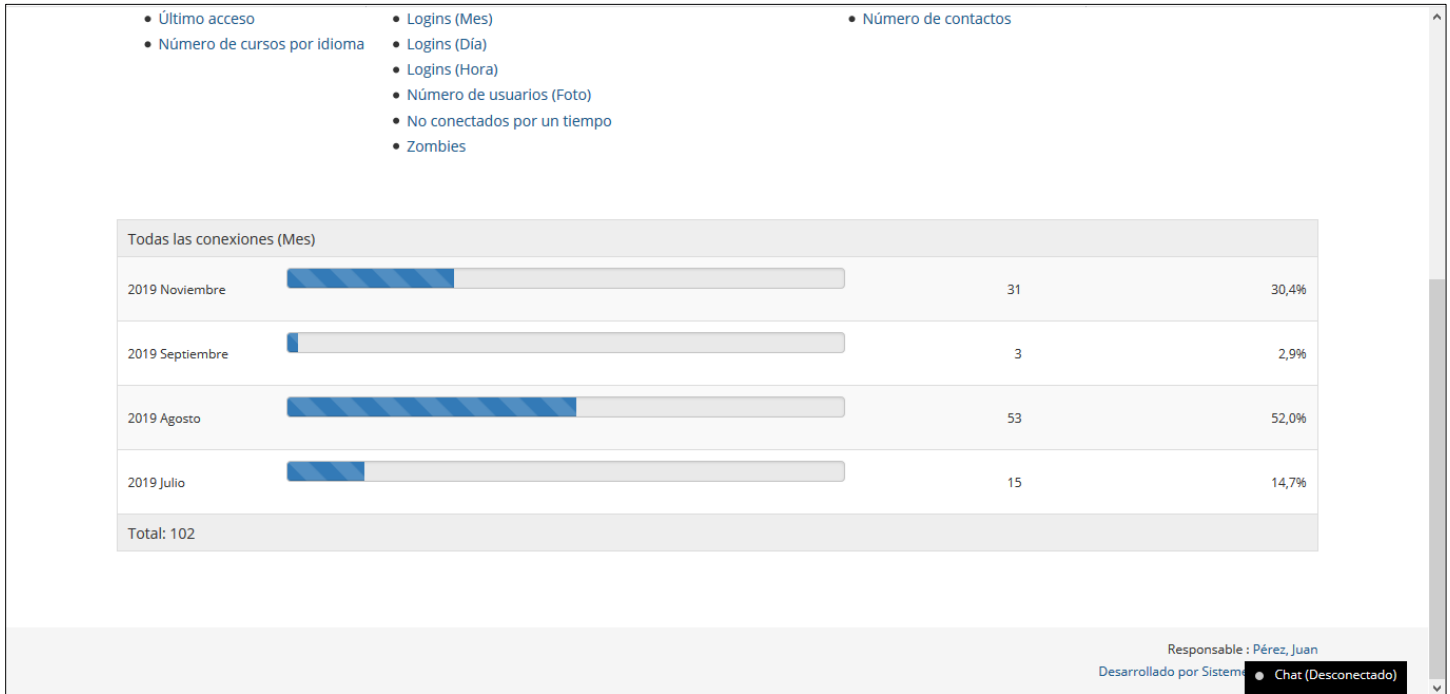 Último acceso
Número de cursos por idioma
Logins (Mes)
Logins (Día)
Logins (Hora)
Número de usuarios (Foto)
No conectados por un tiempo
Zombies
Número de contactos
Todas las conexiones (Mes)
2019 Noviembre 31 30,4%
2019 Septiembre 3 2,9%
2019 Agosto 53 52,0%
2019 Julio 15 14,7%
Total: 102
Responsable : Pérez, Juan
Desarrollado por
Chat (Desconectado)